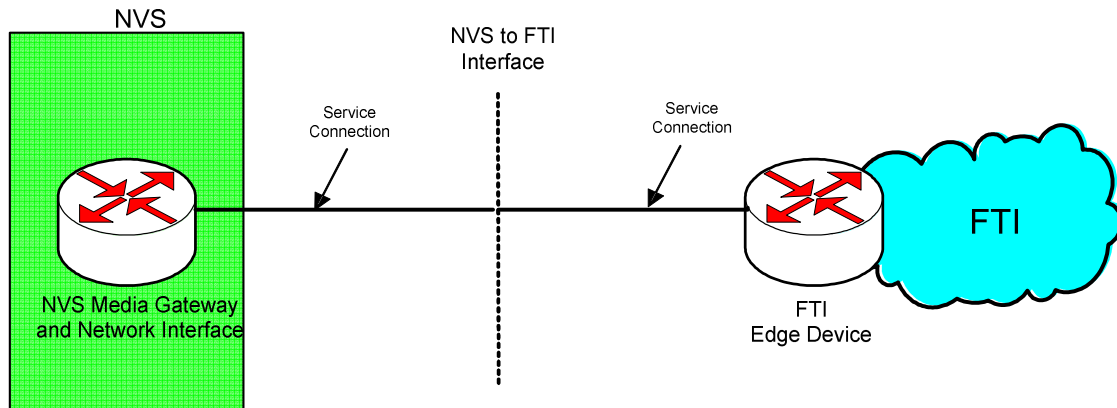 NVS
NVS to FTI
Interface
Service
Connection
Service
Connection
FTI
NVS Media Gateway
and Network Interface
FTI
Edge Device